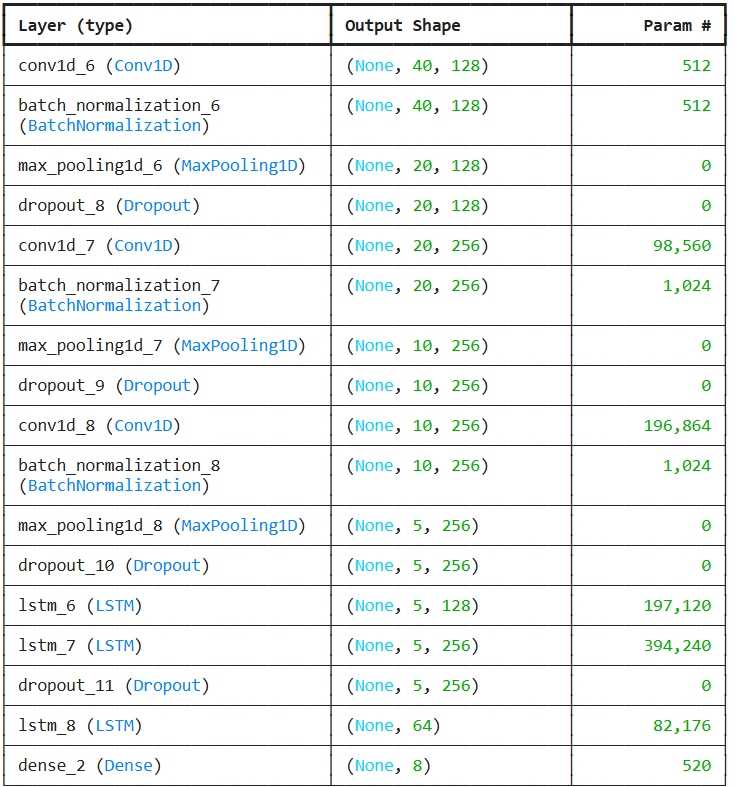 Layer (type) Output Shape Param #
conv1d_6 (Conv1D) (None, 40, 128) 512
batch_normalization_6 (None, 40, 128) 512
(BatchNormalization)
max_pooling1d_6 (MaxPooling1D) (None, 20, 128) 0
dropout_8 (Dropout) (None, 20, 128) 0
conv1d_7 (Conv1D) (None, 20, 256) 98,560
batch_normalization_7 (None, 20, 256) 1,024
(BatchNormalization)
max_pooling1d_7 (MaxPooling1D) (None, 10, 256) 0
dropout_9 (Dropout) (None, 10, 256) 0
conv1d_8 (Conv1D) (None, 10, 256) 196,864
batch_normalization_8 (None, 10, 256) 1,024
(BatchNormalization)
max_pooling1d_8 (MaxPooling1D) (None, 5, 256) 0
dropout_10 (Dropout) (None, 5, 256) 0
lstm_6 (LSTM) (None, 5, 128) 197,120
lstm_7 (LSTM) (None, 5, 256) 394,240
dropout_11 (Dropout) (None, 5, 256) 0
lstm_8 (LSTM) (None, 64) 82,176
dense_2 (Dense) (None, 8) 520